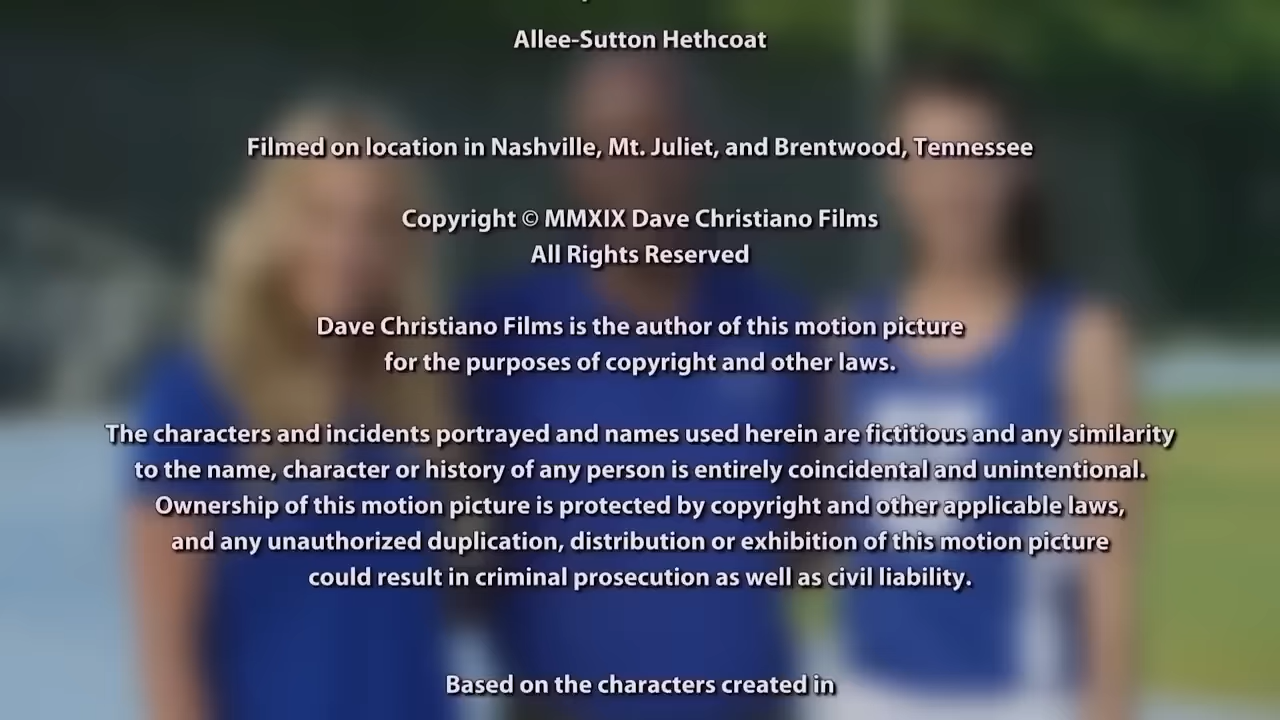 Allee-Sutton Hethcoat
Filmed on location in Nashville, Mt. Juliet, and Brentwood, Tennessee
Copyright © MMXIX Dave Christiano Films
All Rights Reserved
Dave Christiano Films is the author of this motion picture
for the purposes of copyright and other laws.
The characters and incidents portrayed and names used herein are fictitious and any similarity
to the name, character or history of any person is entirely coincidental and unintentional.
Ownership of this motion picture is protected by copyright and other applicable laws,
and any unauthorized duplication, distribution or exhibition of this motion picture
could result in criminal prosecution as well as civil liability.
Based on the characters created in